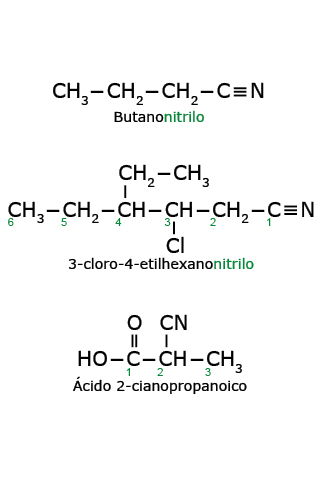 CH3–CH2–CH2–C≡N
Butanonitrilo
CH2–CH3
CH3–CH2–CH–CH–CH2–C≡N
6 5 4 3 2 1
Cl
3-cloro-4-etilhexanonitrilo
O CN
HO–C–CH–CH3
1 2 3
Ácido 2-cianopropanoico